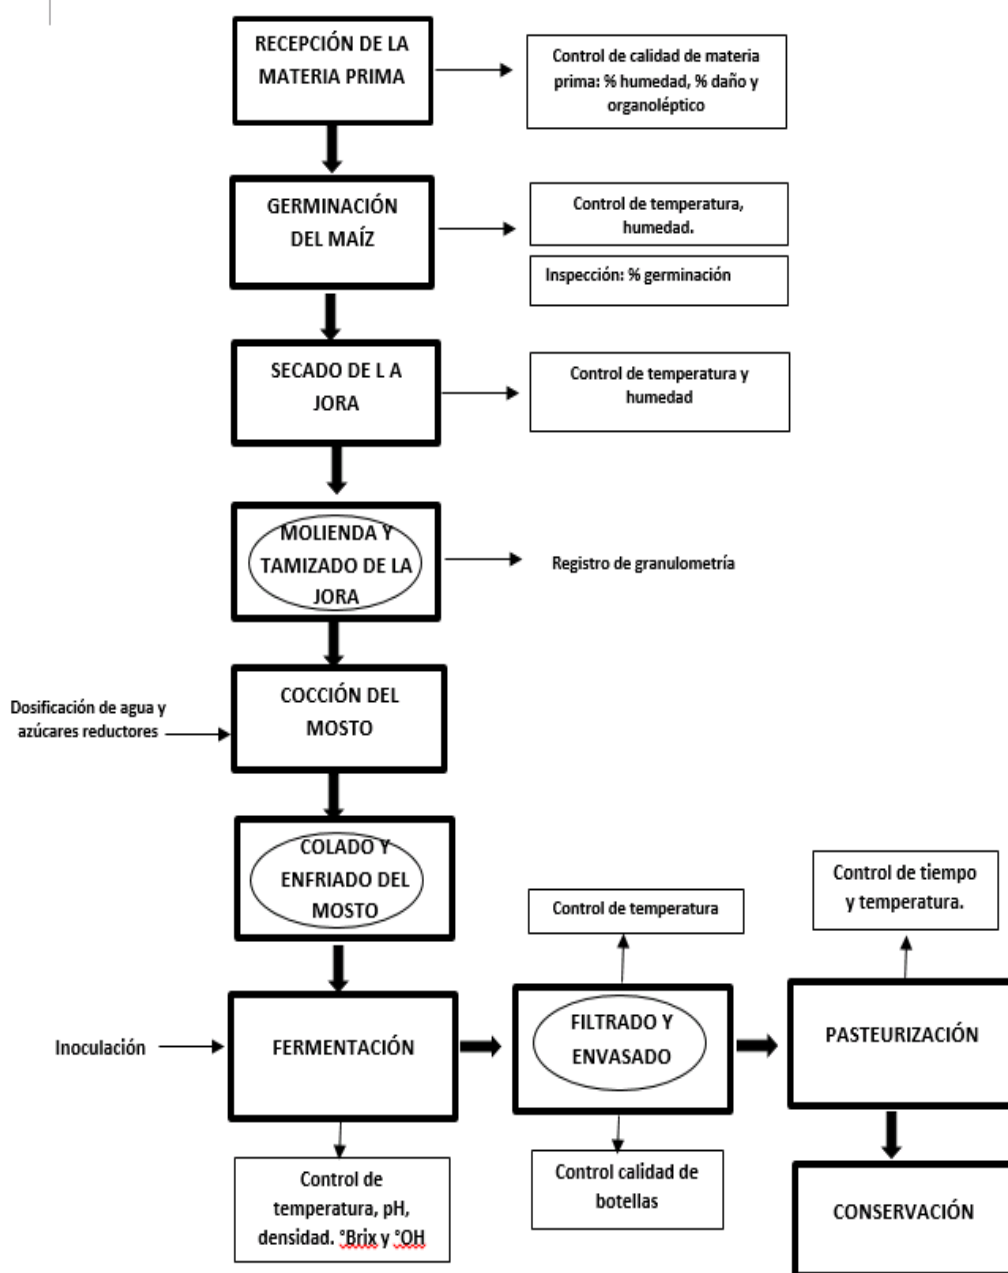 RECEPCIÓN DE LA
MATERIA PRIMA
Control de calidad de materia
prima: % humedad, % daño y
organoléptico
GERMINACIÓN
DEL MAÍZ
Control de temperatura,
humedad.
Inspección: % germinación
SECADO DE L A
JORA
Control de temperatura y
humedad
MOLIENDA Y
TAMIZADO DE LA
JORA
Registro de granulometría
Dosificación de agua y
azúcares reductores
COCCIÓN DEL
MOSTO
COLADO Y
ENFRIADO DEL
MOSTO
Control de temperatura
Control de tiempo
y temperatura.
Inoculación
FERMENTACIÓN
FILTRADO Y
ENVASADO
PASTEURIZACIÓN
Control de
temperatura, pH,
densidad. °Brix y °OH
Control calidad de
botellas
CONSERVACIÓN